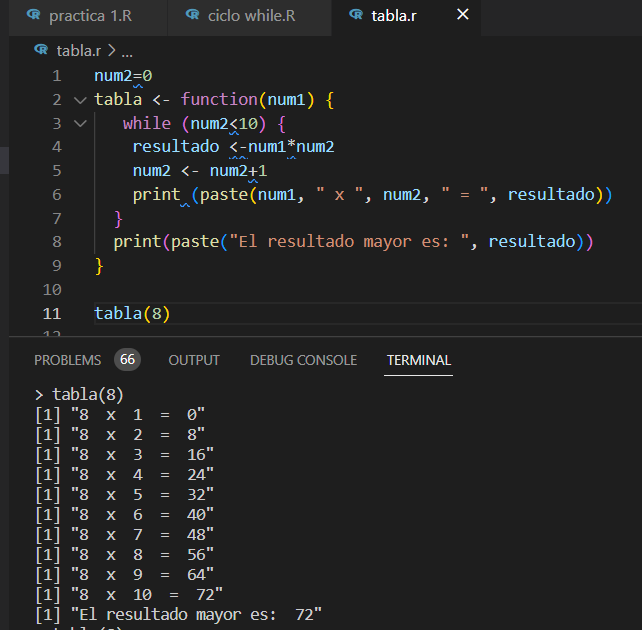 practica 1.R ciclo while.R tabla.r ✕
tabla.r > ...
1 num2=0
2 tabla <- function(num1) {
3 while (num2<10) {
4 resultado <-num1*num2
5 num2 <- num2+1
6 print (paste(num1, " x ", num2, " = ", resultado))
7 }
8 print(paste("El resultado mayor es: ", resultado))
9 }
10
11 tabla(8)
12
PROBLEMS 66 OUTPUT DEBUG CONSOLE TERMINAL
> tabla(8)
[1] "8  x  1  =  0"
[1] "8  x  2  =  8"
[1] "8  x  3  =  16"
[1] "8  x  4  =  24"
[1] "8  x  5  =  32"
[1] "8  x  6  =  40"
[1] "8  x  7  =  48"
[1] "8  x  8  =  56"
[1] "8  x  9  =  64"
[1] "8  x  10  =  72"
[1] "El resultado mayor es:  72"